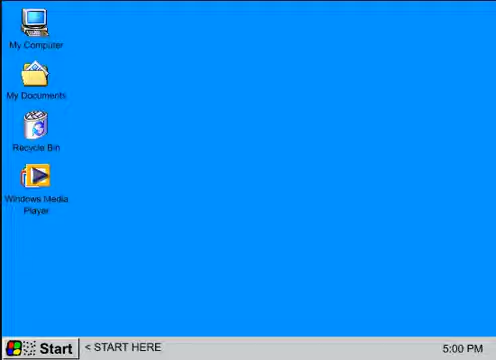 My Computer
My Documents
Recycle Bin
Windows Media
Player
Start
< START HERE
5:00 PM